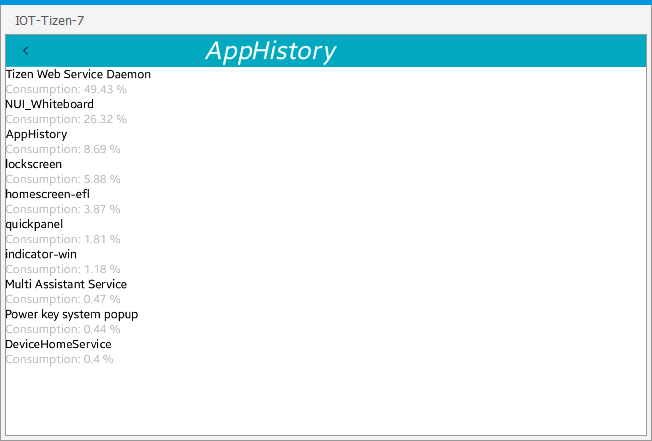 IOT-Tizen-7
AppHistory
Tizen Web Service Daemon
Consumption: 49.43 %
NUI_Whiteboard
Consumption: 26.32 %
AppHistory
Consumption: 8.69 %
lockscreen
Consumption: 5.88 %
homescreen-efl
Consumption: 3.87 %
quickpanel
Consumption: 1.81 %
indicator-win
Consumption: 1.18 %
Multi Assistant Service
Consumption: 0.47 %
Power key system popup
Consumption: 0.44 %
DeviceHomeService
Consumption: 0.4 %